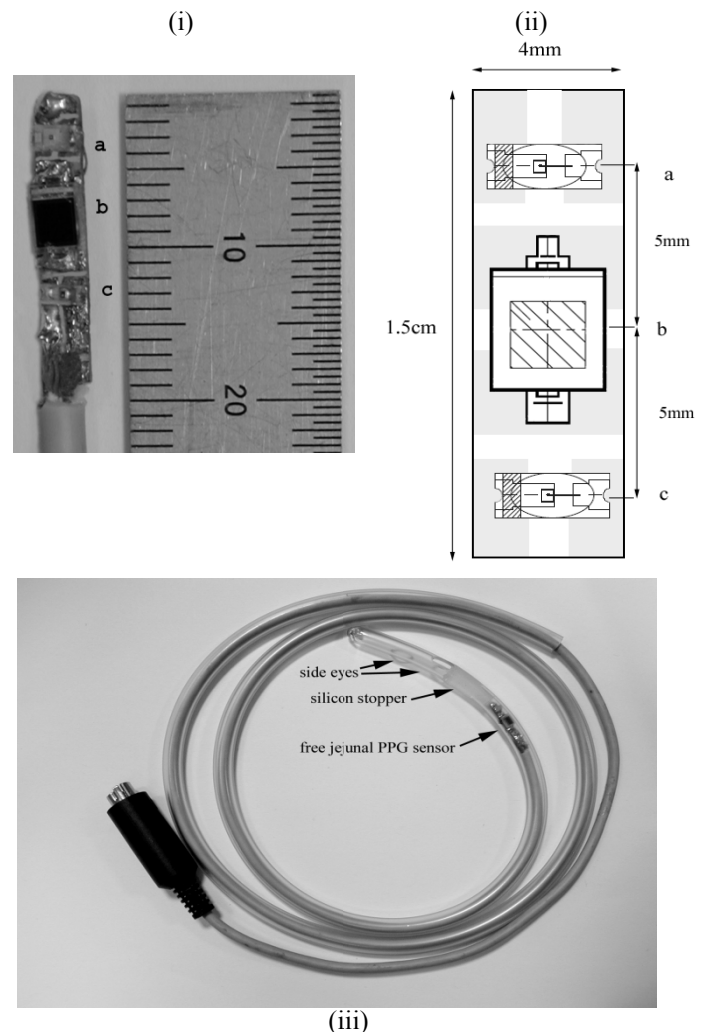 (i)
(ii)
4mm
a
b
c
10
20
1.5cm
a
5mm
b
5mm
c
side eyes
silicon stopper
free jejunal PPG sensor
(iii)